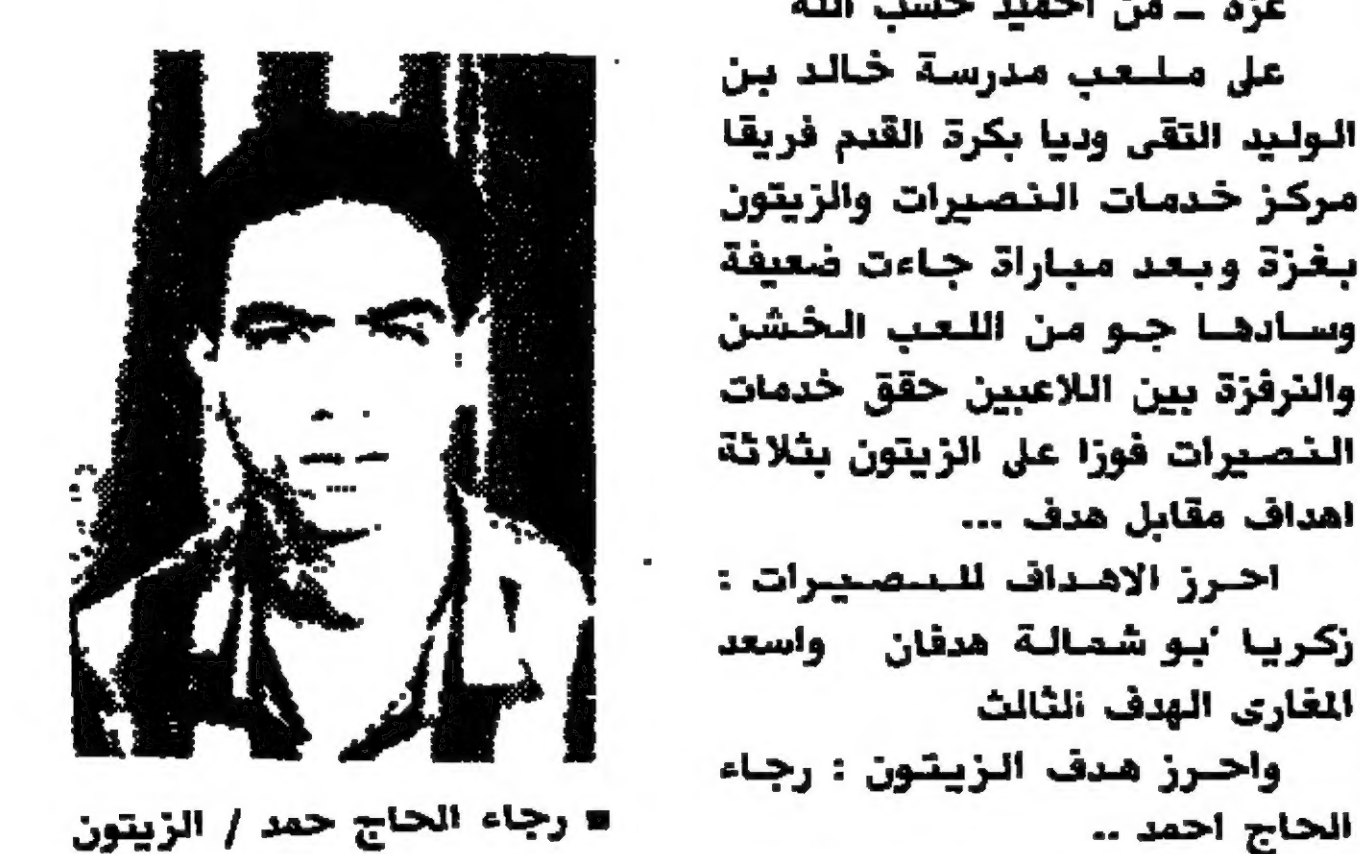 غزة ــ من احميد حسب الله
على ملعب مدرسة خالد بن
الوليد التقى وديا بكرة القدم فريقا
مركز خدمات النصيرات والزيتون
بغزة وبعد مباراة جاءت ضعيفة
وسادها جو من اللعب الخشن
والنرفزة بين اللاعبين حقق خدمات
النصيرات فوزا على الزيتون بثلاثة
اهداف مقابل هدف ...
احرز الاهداف للنصيرات :
زكريا ابو شمالة هدفان واسعد
المغارى الهدف الثالث
واحرز هدف الزيتون : رجاء
الحاج احمد ..
■ رجاء الحاج حمد / الزيتون